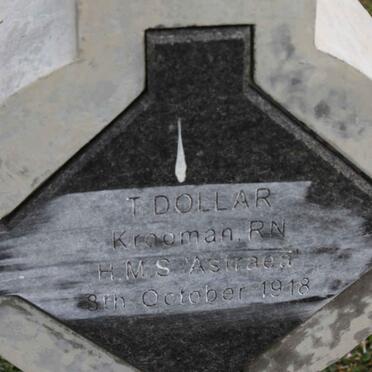 T. DOLLAR
Krooman, RN
H.M.S 'Astraea'
8th October 1918